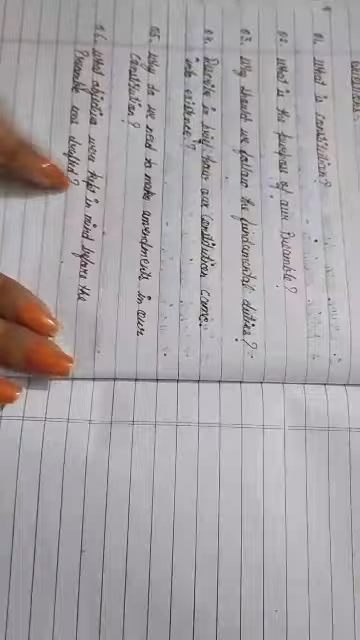 Q1. What is constitution?
Q2. What is the purpose of our Preamble?
Q3. Why should we follow the fundamental duties?
Q4. Describe in brief how our Constitution came
into existence?
Q5. Why do we need to make amendments in our
Constitution?
Q6. What objectives were kept in mind before the
Preamble was drafted?